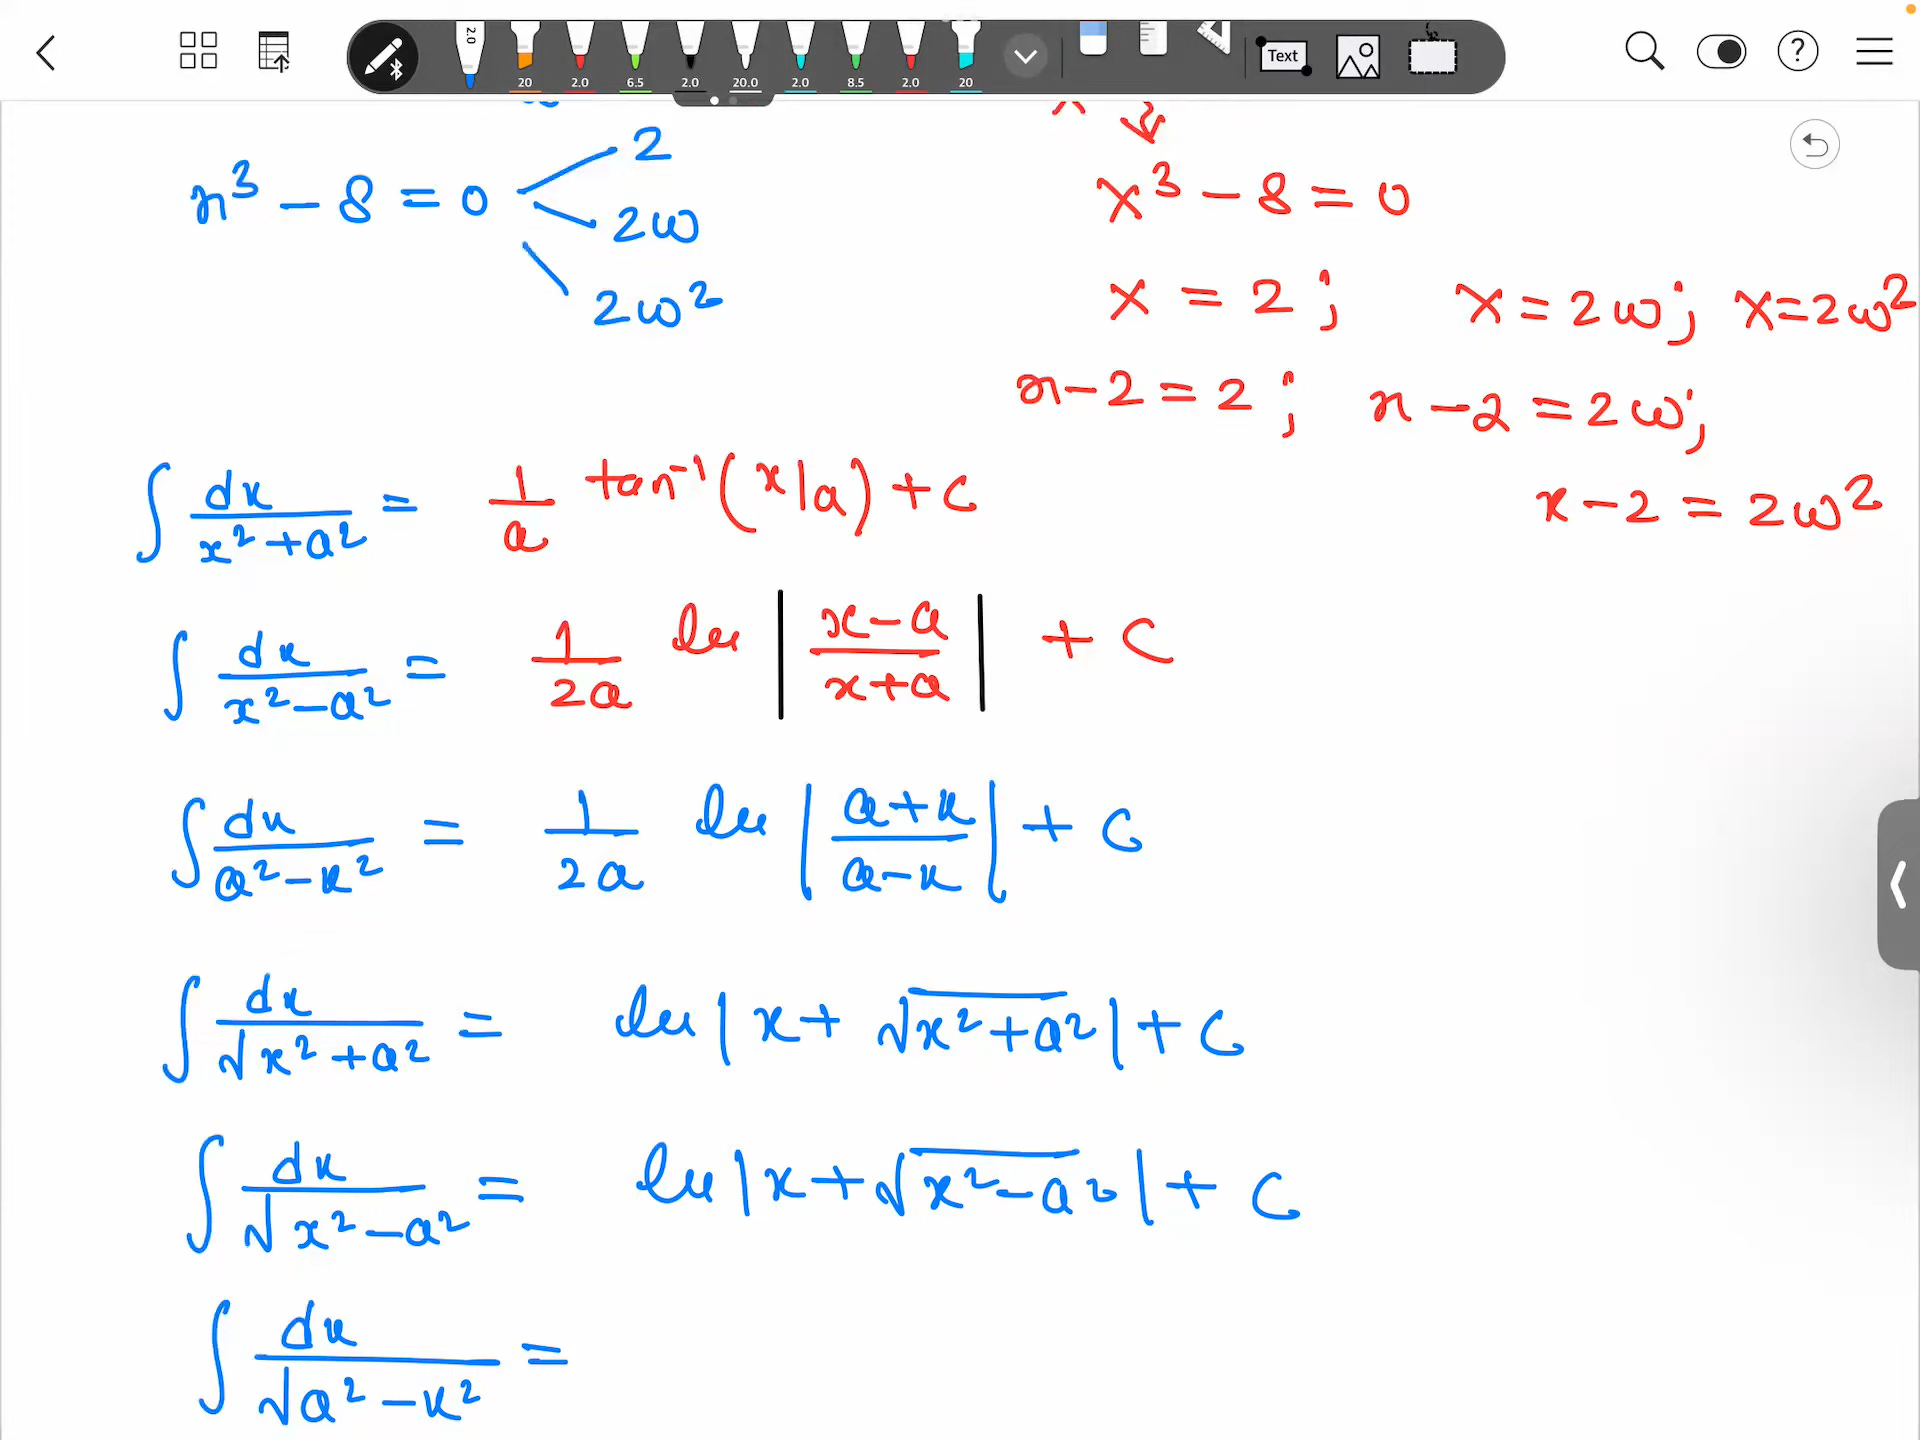 2.0 20 2.0 6.5 2.0 20.0 2.0 8.5 2.0 20 Text
x³ - 8 = 0
2
2ω
2ω²
X³ - 8 = 0
X = 2 ; X = 2ω ; X = 2ω²
x - 2 = 2 ; x - 2 = 2ω ;
x - 2 = 2ω²
∫ dx / (x² + a²) = 1/a tan⁻¹ (x/a) + C
∫ dx / (x² - a²) = 1/2a ln | (x - a)/(x + a) | + C
∫ dx / (a² - x²) = 1/2a ln | (a + x)/(a - x) | + C
∫ dx / √(x² + a²) = ln | x + √(x² + a²) | + C
∫ dx / √(x² - a²) = ln | x + √(x² - a²) | + C
∫ dx / √(a² - x²) =